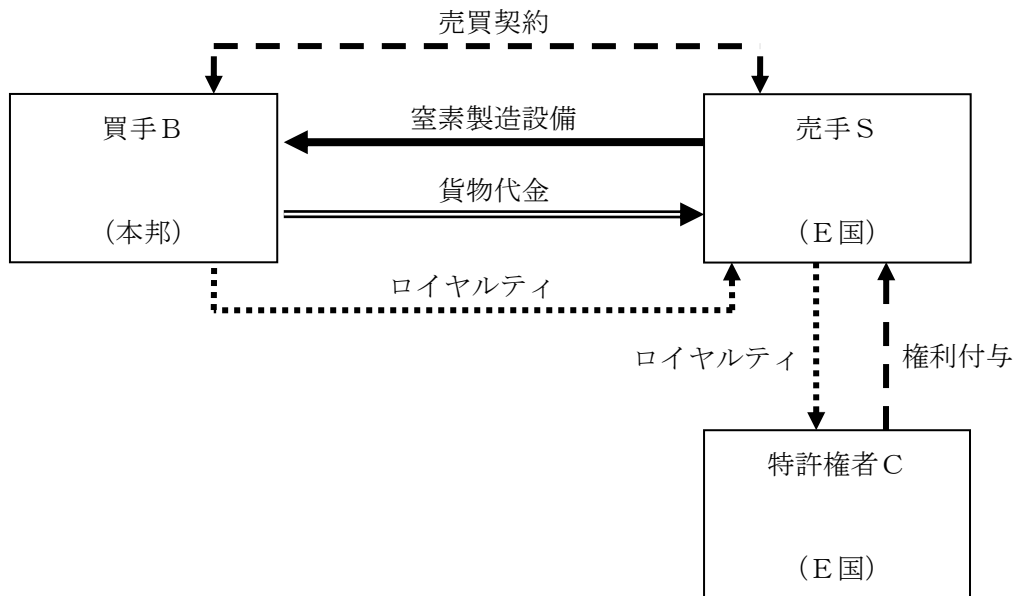 売買契約
買手Ｂ
窒素製造設備
売手Ｓ
貨物代金
（本邦）
（Ｅ国）
ロイヤルティ
ロイヤルティ
権利付与
特許権者Ｃ
（Ｅ国）